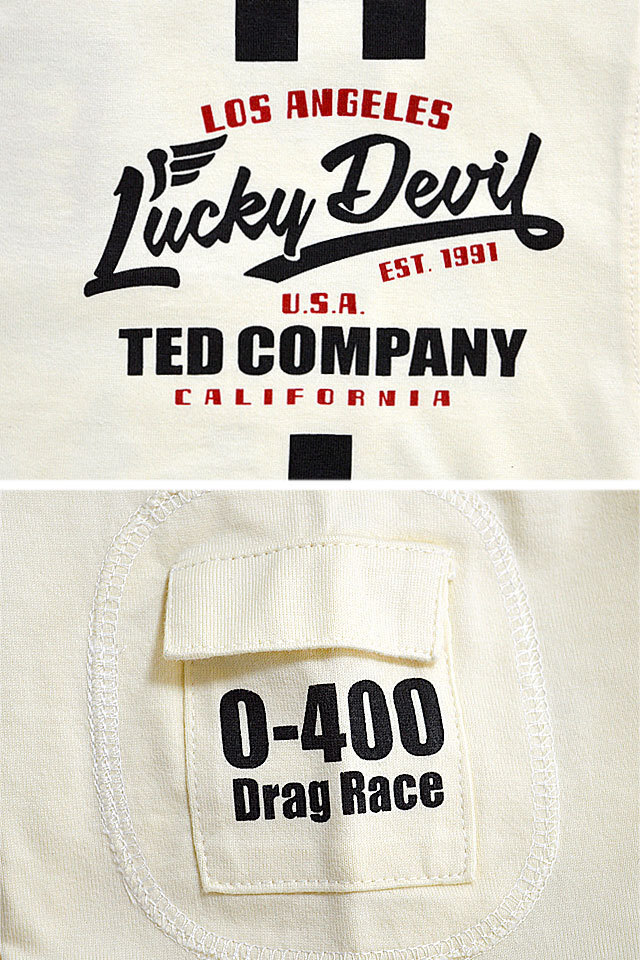 LOS ANGELES
Lucky Devil
EST. 1991
U.S.A.
TED COMPANY
CALIFORNIA
0-400
Drag Race